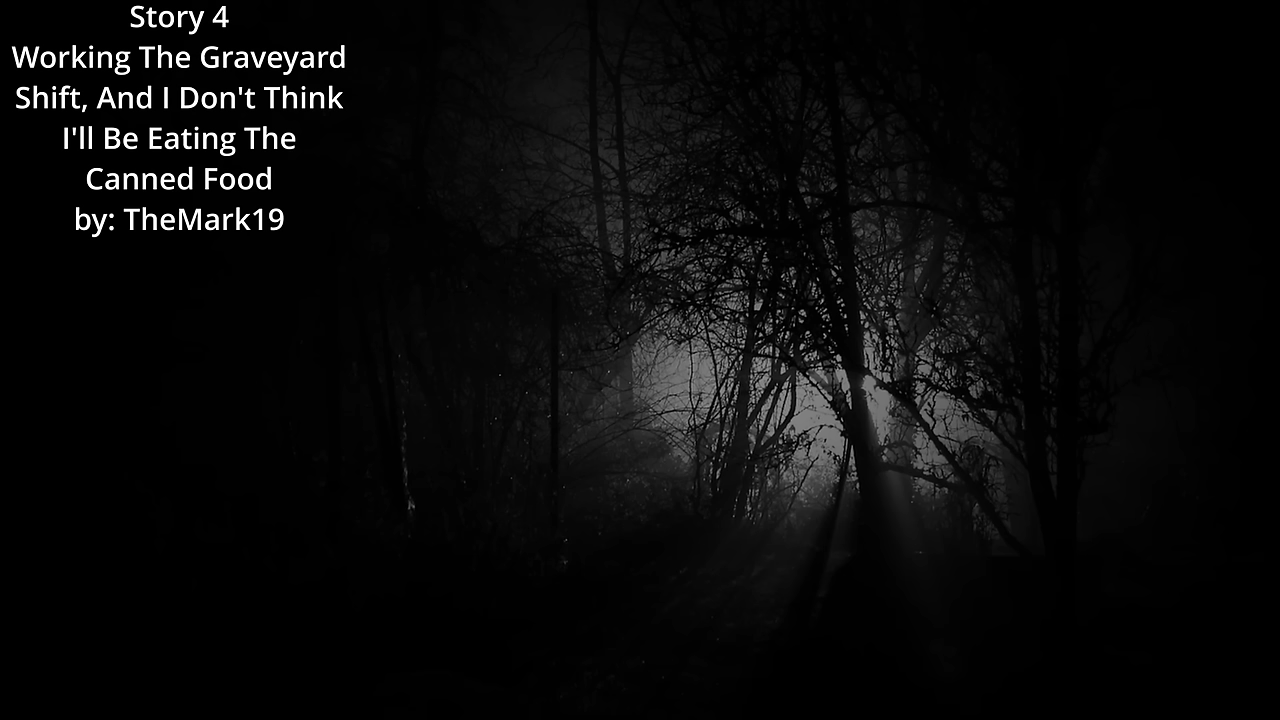 Story 4
Working The Graveyard
Shift, And I Don't Think
I'll Be Eating The
Canned Food
by: TheMark19